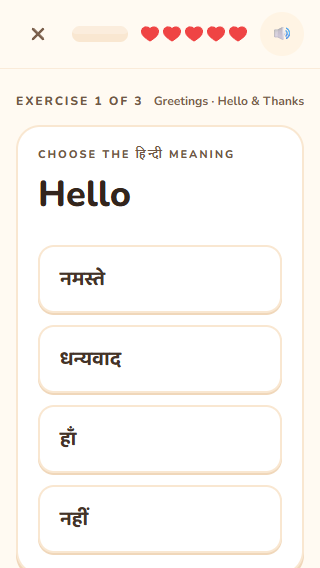 EXERCISE 1 OF 3 Greetings · Hello & Thanks
CHOOSE THE हिन्दी MEANING
Hello
नमस्ते
धन्यवाद
हाँ
नहीं